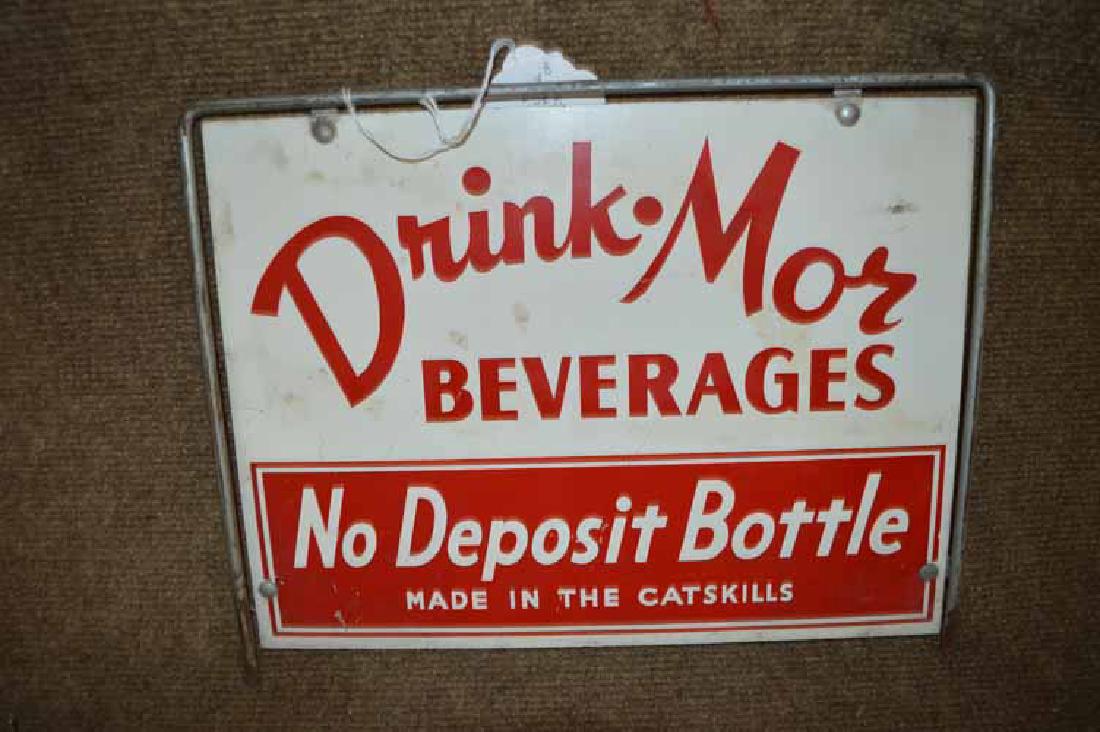 Drink·Mor
BEVERAGES
No Deposit Bottle
MADE IN THE CATSKILLS